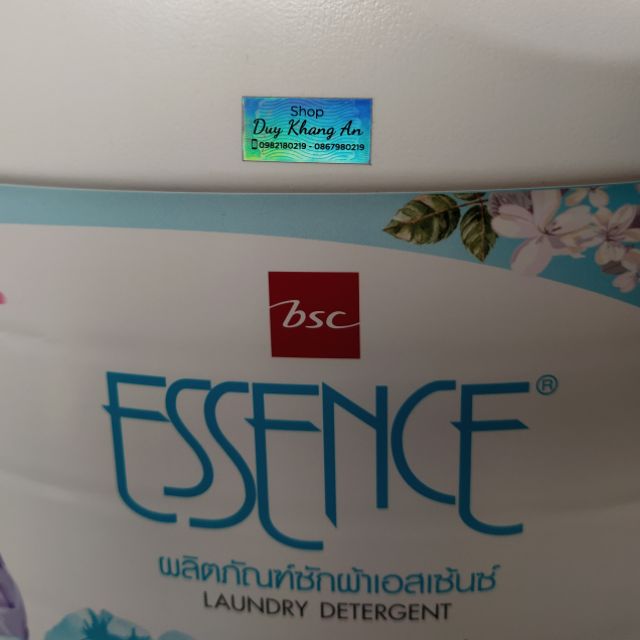 Shop
Duy Khang An
0982180219 - 0867980219
bsc
ESSENCE®
ผลิตภัณฑ์ซักผ้าเอสเซ้นซ์
LAUNDRY DETERGENT